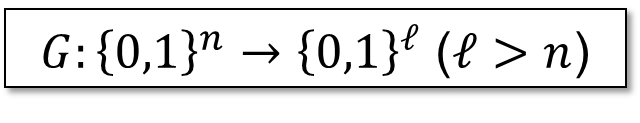 G: {0,1}ⁿ → {0,1}^ℓ (ℓ > n)